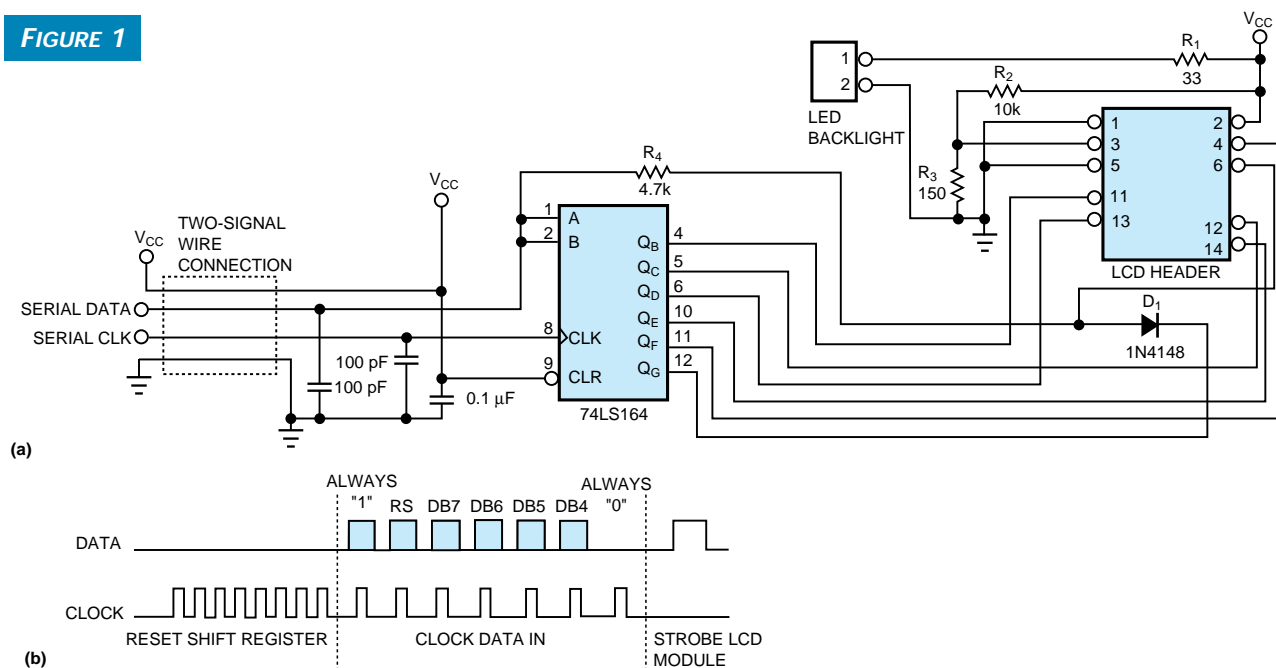 FIGURE 1
VCC
R1
33
R2
10k
1
2
LED
BACKLIGHT
R3
150
1
3
5
11
13
2
4
6
12
14
LCD HEADER
R4
4.7k
VCC
VCC
TWO-SIGNAL
WIRE
CONNECTION
SERIAL DATA
SERIAL CLK
1
A
2
B
8
CLK
9
CLR
QB
4
QC
5
QD
6
QE
10
QF
11
QG
12
74LS164
100 pF
100 pF
0.1 µF
D1
1N4148
(a)
ALWAYS
"1"
RS
DB7
DB6
DB5
DB4
ALWAYS
"0"
DATA
CLOCK
RESET SHIFT REGISTER
CLOCK DATA IN
STROBE LCD
MODULE
(b)